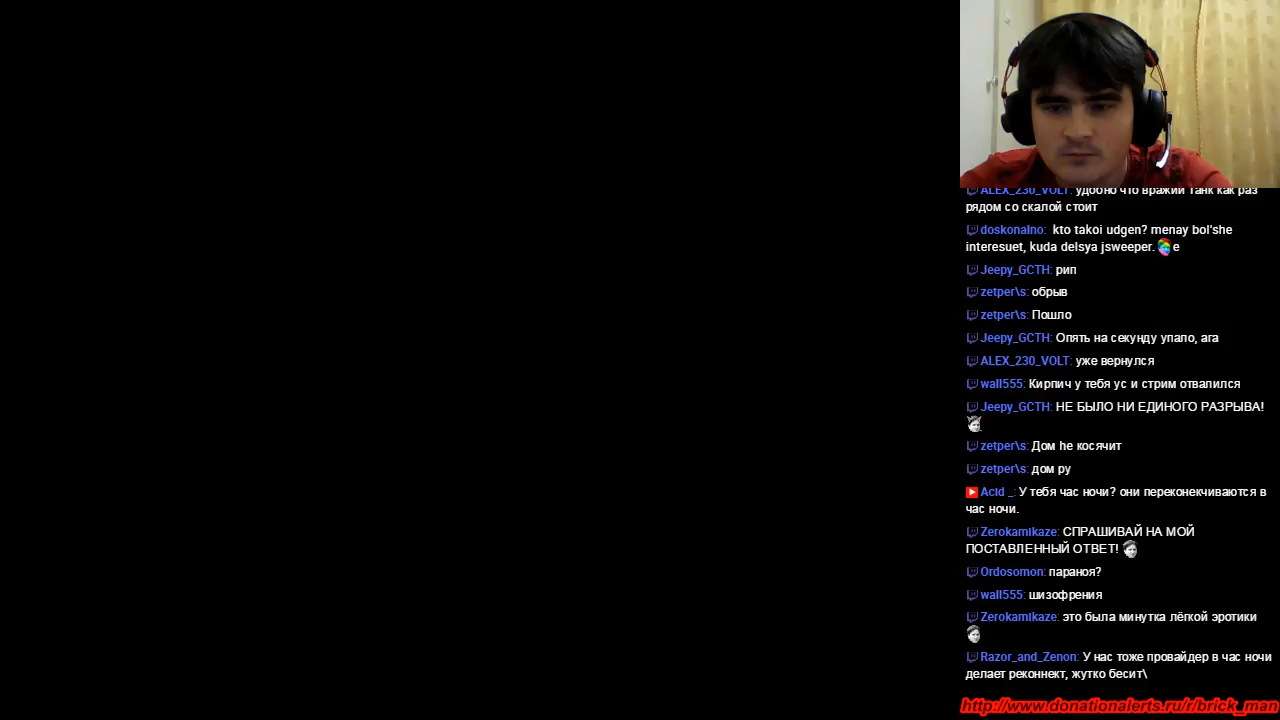 ALEX_230_VOLT: удобно что вражий танк как раз
рядом со скалой стоит
doskonalno: kto takoi udgen? menay bol'she
interesuet, kuda delsya jsweeper. e
Jeepy_GCTH: рип
zetper\s: обрыв
zetper\s: Пошло
Jeepy_GCTH: Опять на секунду упало, ага
ALEX_230_VOLT: уже вернулся
wall555: Кирпич у тебя ус и стрим отвалился
Jeepy_GCTH: НЕ БЫЛО НИ ЕДИНОГО РАЗРЫВА!
zetper\s: Дом he косячит
zetper\s: дом ру
Acid _: У тебя час ночи? они переконекчиваются в
час ночи.
Zerokamikaze: СПРАШИВАЙ НА МОЙ
ПОСТАВЛЕННЫЙ ОТВЕТ!
Ordosomon: параноя?
wall555: шизофрения
Zerokamikaze: это была минутка лёгкой эротики
Razor_and_Zenon: У нас тоже провайдер в час ночи
делает реконнект, жутко бесит\
http://www.donationalerts.ru/r/brick_man